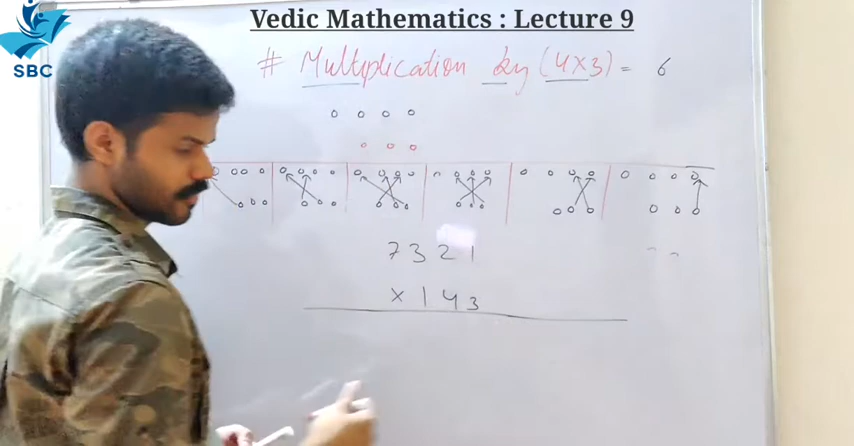 Vedic Mathematics : Lecture 9
SBC
# Multiplication by (4x3) = 6
7321
x 143